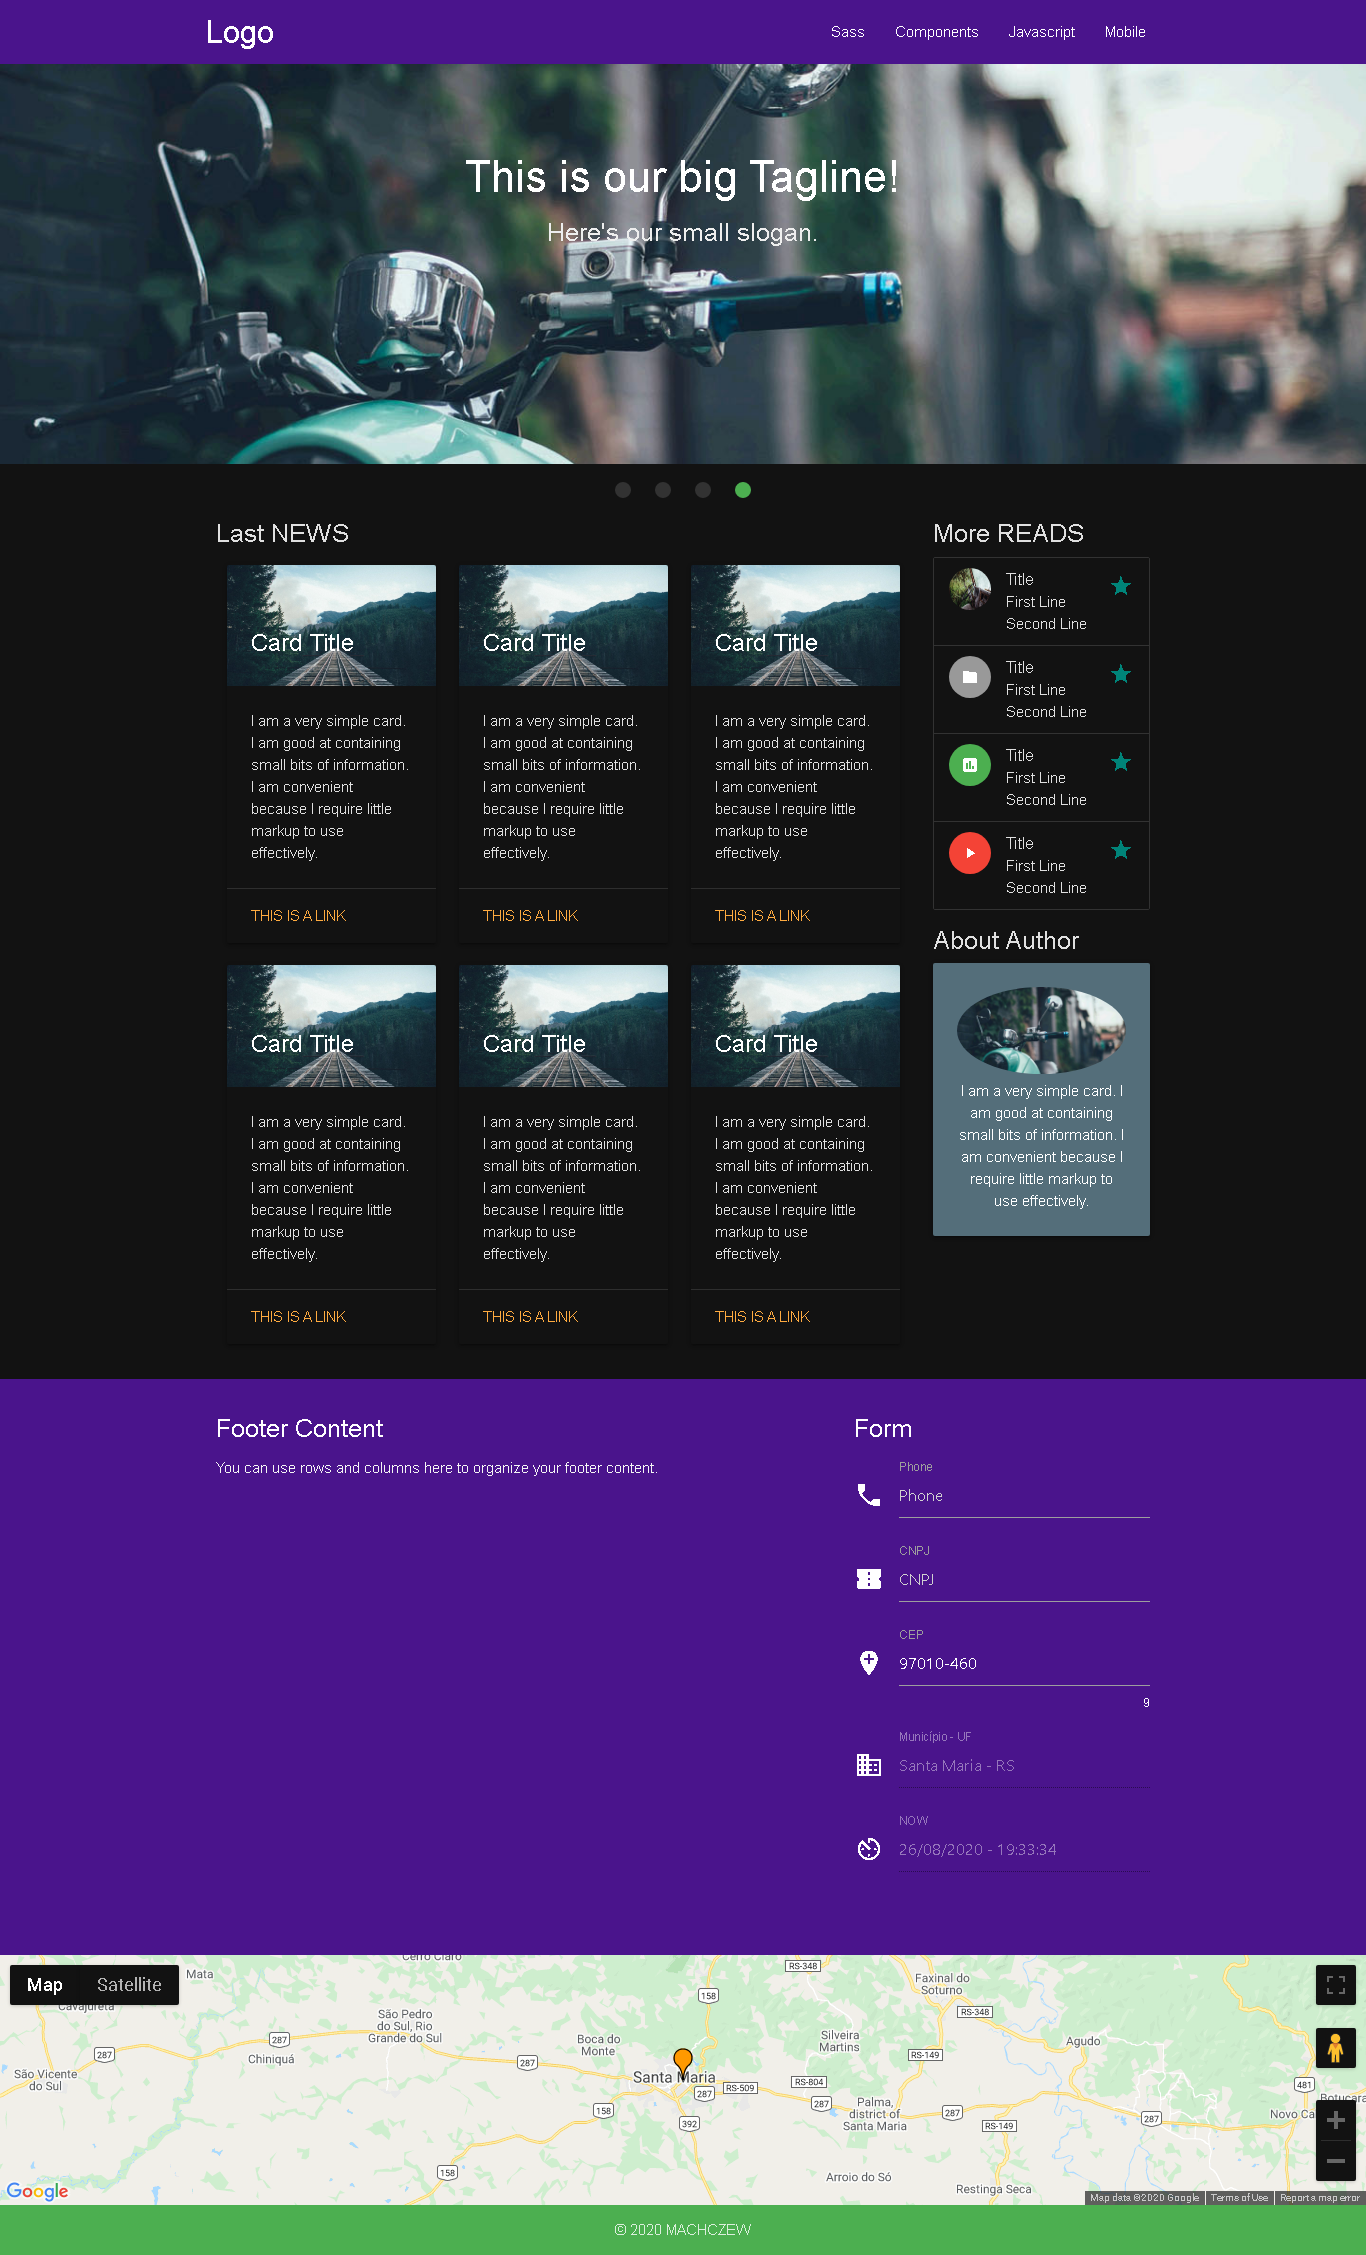 Logo
Sass
Components
Javascript
Mobile
This is our big Tagline!
Here's our small slogan.
Last NEWS
Card Title
I am a very simple card.
I am good at containing
small bits of information.
I am convenient
because I require little
markup to use
effectively.
THIS IS A LINK
Card Title
I am a very simple card.
I am good at containing
small bits of information.
I am convenient
because I require little
markup to use
effectively.
THIS IS A LINK
Card Title
I am a very simple card.
I am good at containing
small bits of information.
I am convenient
because I require little
markup to use
effectively.
THIS IS A LINK
Card Title
I am a very simple card.
I am good at containing
small bits of information.
I am convenient
because I require little
markup to use
effectively.
THIS IS A LINK
Card Title
I am a very simple card.
I am good at containing
small bits of information.
I am convenient
because I require little
markup to use
effectively.
THIS IS A LINK
Card Title
I am a very simple card.
I am good at containing
small bits of information.
I am convenient
because I require little
markup to use
effectively.
THIS IS A LINK
More READS
Title
First Line
Second Line
Title
First Line
Second Line
Title
First Line
Second Line
Title
First Line
Second Line
About Author
I am a very simple card. I
am good at containing
small bits of information. I
am convenient because I
require little markup to
use effectively.
Footer Content
You can use rows and columns here to organize your footer content.
Form
Phone
Phone
CNPJ
CNPJ
CEP
97010-460
9
Município - UF
Santa Maria - RS
NOW
26/08/2020 - 19:33:34
Map
Satellite
Mata
Cerro Claro
RS-348
Faxinal do
Soturno
158
RS-348
Cavajureta
São Pedro
do Sul, Rio
Grande do Sul
287
287
Chiniquá
Boca do
Monte
287
Silveira
Martins
RS-149
Agudo
São Vicente
do Sul
Santa Maria
287
RS-509
RS-804
287
481
Botucara
158
392
Palma,
district of
Santa Maria
287
RS-149
287
Novo Ca
158
Arroio do Só
Restinga Seca
Google
Map data ©2020 Google
Terms of Use
Report a map error
© 2020 MACHCZEW